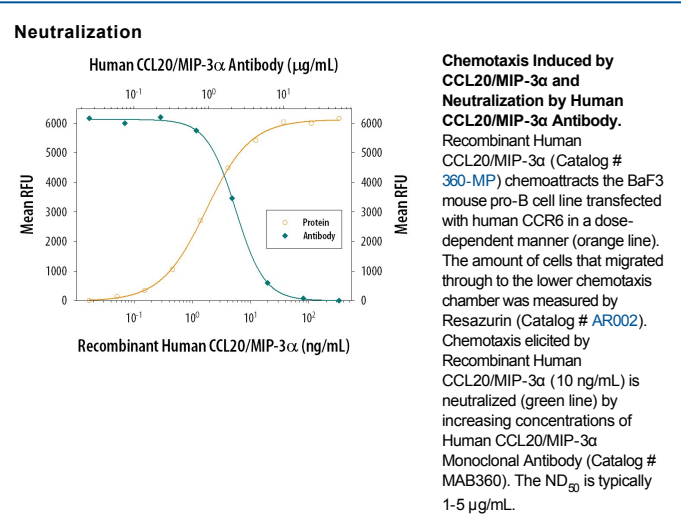 Neutralization
Human CCL20/MIP-3α Antibody (μg/mL)
10⁻¹ 10⁰ 10¹
6000 6000
5000 5000
4000 4000
3000 3000
2000 2000
1000 1000
0 0
Mean RFU
Mean RFU
Protein
Antibody
10⁻¹ 10⁰ 10¹ 10²
Recombinant Human CCL20/MIP-3α (ng/mL)
Chemotaxis Induced by
CCL20/MIP-3α and
Neutralization by Human
CCL20/MIP-3α Antibody.
Recombinant Human
CCL20/MIP-3α (Catalog #
360-MP) chemoattracts the BaF3
mouse pro-B cell line transfected
with human CCR6 in a dose-
dependent manner (orange line).
The amount of cells that migrated
through to the lower chemotaxis
chamber was measured by
Resazurin (Catalog # AR002).
Chemotaxis elicited by
Recombinant Human
CCL20/MIP-3α (10 ng/mL) is
neutralized (green line) by
increasing concentrations of
Human CCL20/MIP-3α
Monoclonal Antibody (Catalog #
MAB360). The ND₅₀ is typically
1-5 μg/mL.